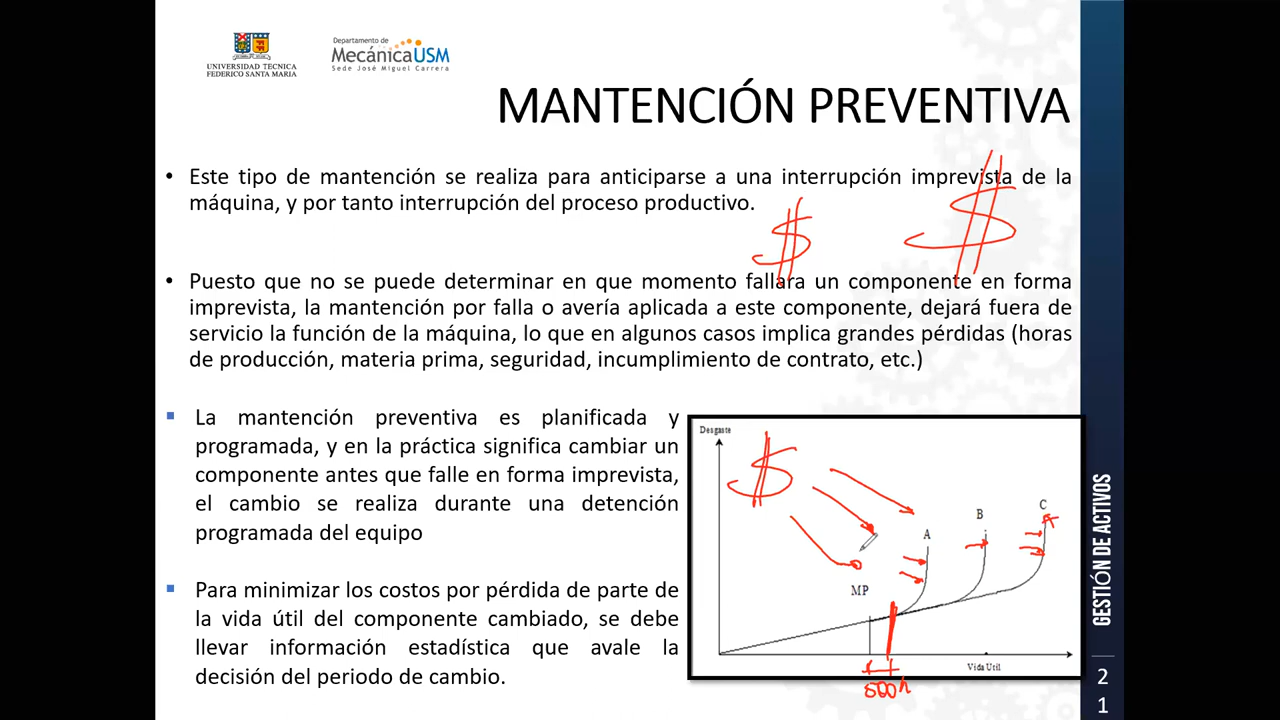 UNIVERSIDAD TÉCNICA
FEDERICO SANTA MARIA
Departamento de
MecánicaUSM
Sede José Miguel Carrera
MANTENCIÓN PREVENTIVA
• Este tipo de mantención se realiza para anticiparse a una interrupción imprevista de la
máquina, y por tanto interrupción del proceso productivo.
$
$
• Puesto que no se puede determinar en que momento fallara un componente en forma
imprevista, la mantención por falla o avería aplicada a este componente, dejará fuera de
servicio la función de la máquina, lo que en algunos casos implica grandes pérdidas (horas
de producción, materia prima, seguridad, incumplimiento de contrato, etc.)
▪ La mantención preventiva es planificada y
programada, y en la práctica significa cambiar un
componente antes que falle en forma imprevista,
el cambio se realiza durante una detención
programada del equipo
▪ Para minimizar los costos por pérdida de parte de
la vida útil del componente cambiado, se debe
llevar información estadística que avale la
decisión del periodo de cambio.
Desgaste
$
A
B
C
MP
Vida Util
500 h
GESTIÓN DE ACTIVOS
2
1